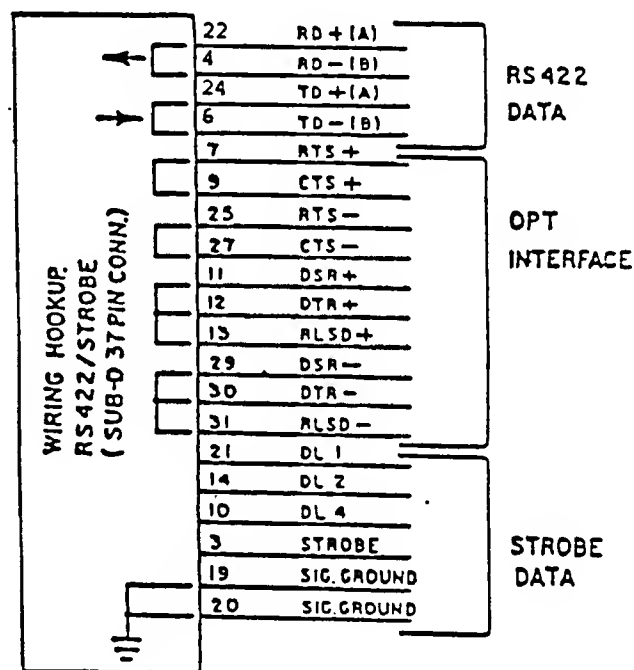 22 RD+(A)
4 RD-(B)
24 TD+(A)
6 TD-(B)
RS422
DATA
7 RTS+
9 CTS+
25 RTS-
27 CTS-
11 DSR+
12 DTR+
13 RLSD+
29 DSR-
30 DTR-
31 RLSD-
OPT
INTERFACE
21 DL 1
14 DL 2
10 DL 4
3 STROBE
19 SIG. GROUND
20 SIG. GROUND
STROBE
DATA
WIRING HOOKUP.
RS422/STROBE
(SUB-D 37 PIN CONN.)